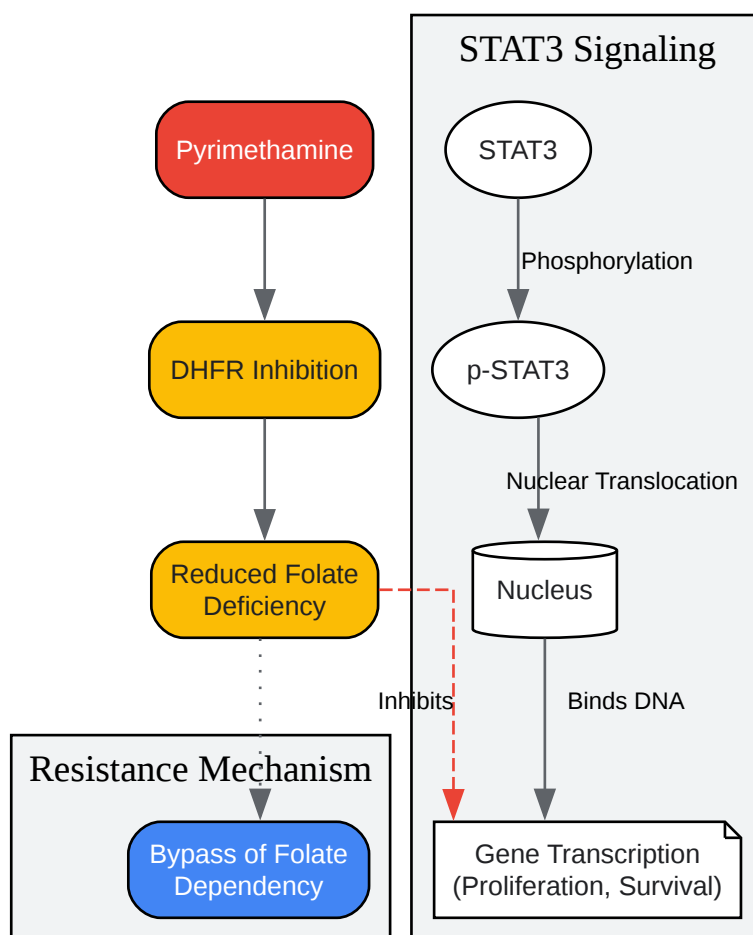 STAT3 Signaling
Pyrimethamine
STAT3
Phosphorylation
DHFR Inhibition
p-STAT3
Nuclear Translocation
Reduced Folate
Deficiency
Nucleus
Inhibits
Binds DNA
Resistance Mechanism
Bypass of Folate
Dependency
Gene Transcription
(Proliferation, Survival)